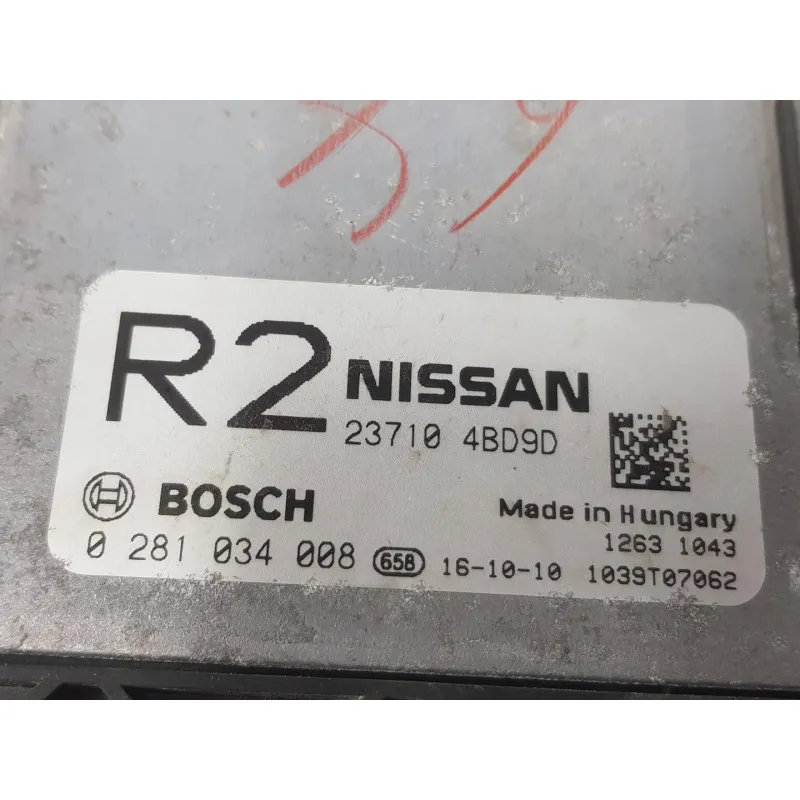 R2 NISSAN
23710 4BD9D
BOSCH
Made in Hungary
1263 1043
0 281 034 008 658 16-10-10 1039T07062